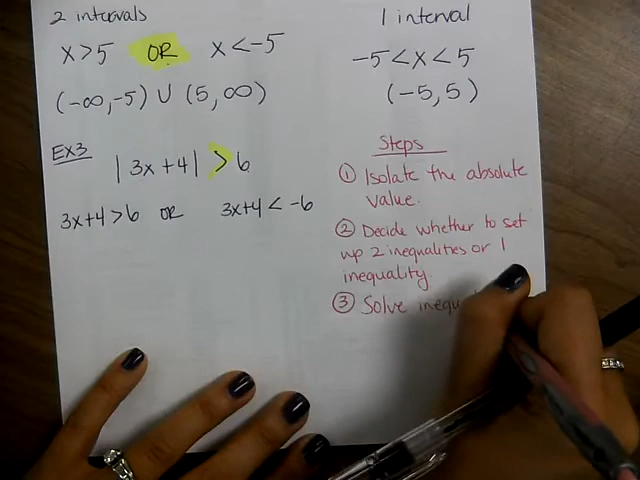 2 intervals
x>5 OR x<-5
(-∞,-5) ∪ (5,∞)
1 interval
-5<x<5
(-5,5)
EX3
|3x+4| > 6
3x+4>6 OR 3x+4<-6
Steps
① Isolate the absolute
value.
② Decide whether to set
up 2 inequalities or 1
inequality.
③ Solve